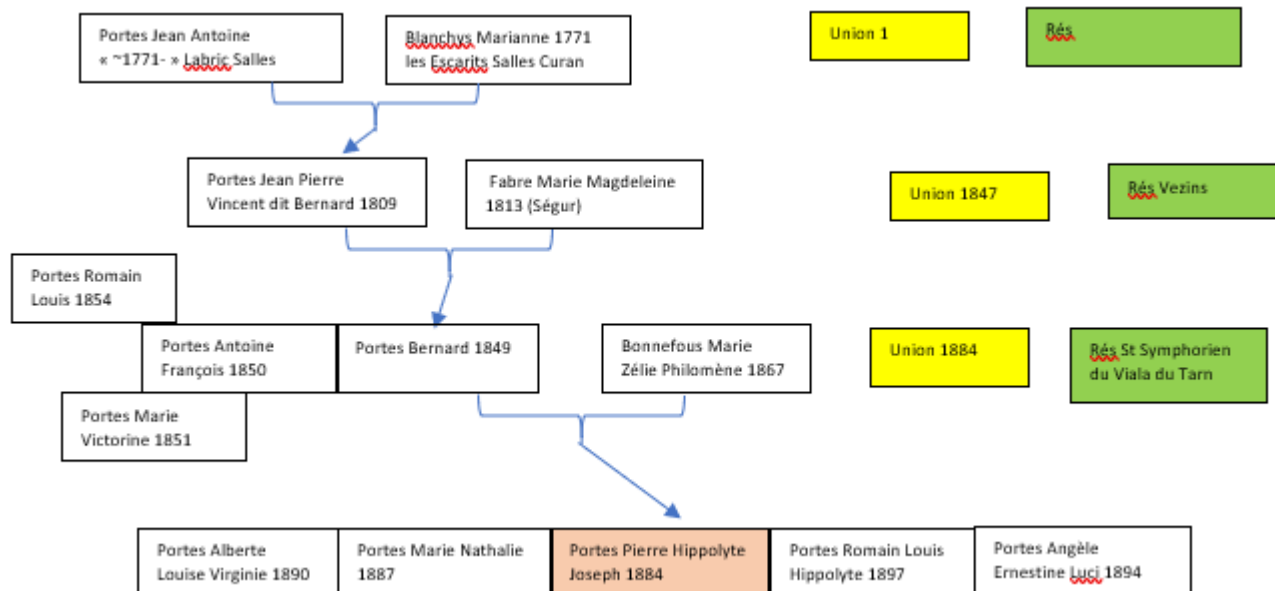 Portes Jean Antoine
« ~1771- » Labric Salles
Blanchys Marianne 1771
les Escarits Salles Curan
Union 1
Rés
Portes Jean Pierre
Vincent dit Bernard 1809
Fabre Marie Magdeleine
1813 (Ségur)
Union 1847
Rés Vezins
Portes Romain
Louis 1854
Portes Antoine
François 1850
Portes Bernard 1849
Bonnefous Marie
Zélie Philomène 1867
Union 1884
Rés St Symphorien
du Viala du Tarn
Portes Marie
Victorine 1851
Portes Alberte
Louise Virginie 1890
Portes Marie Nathalie
1887
Portes Pierre Hippolyte
Joseph 1884
Portes Romain Louis
Hippolyte 1897
Portes Angèle
Ernestine Luci 1894